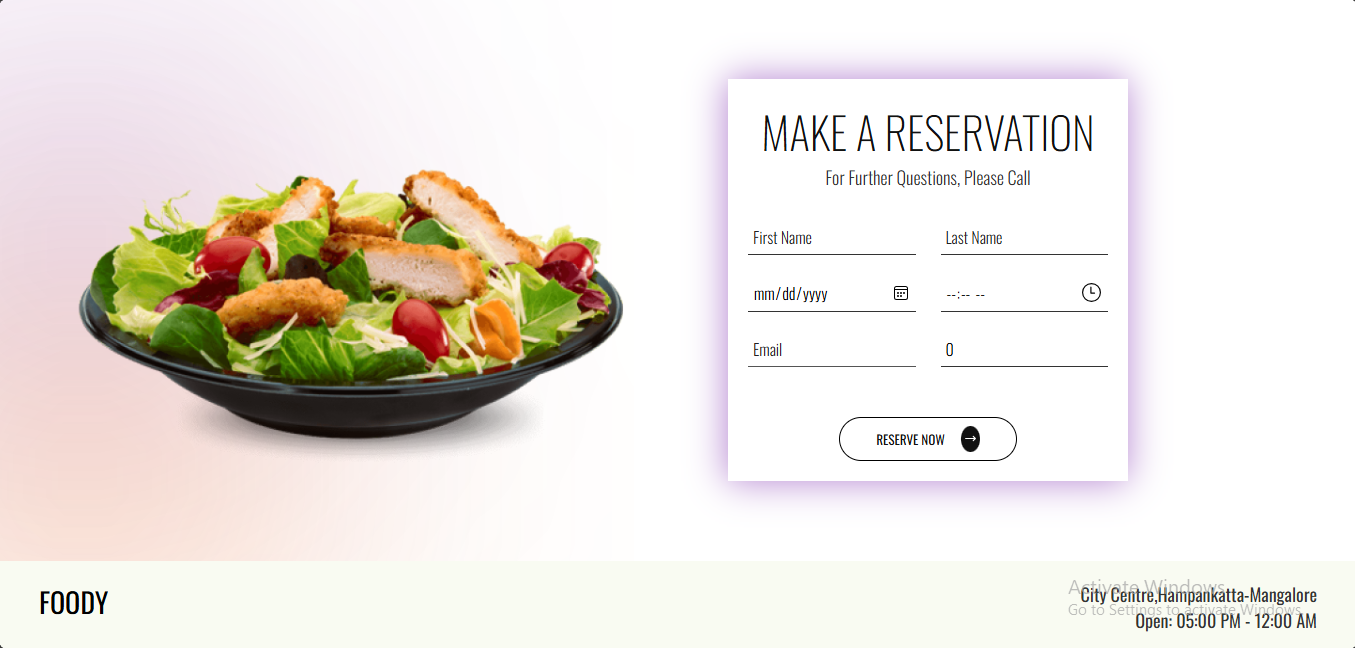 MAKE A RESERVATION
For Further Questions, Please Call
First Name
Last Name
mm/dd/yyyy
--:-- --
Email
0
RESERVE NOW →
FOODY
Activate Windows
City Centre,Hampankatta-Mangalore
Go to Settings to activate Windows.
Open: 05:00 PM - 12:00 AM